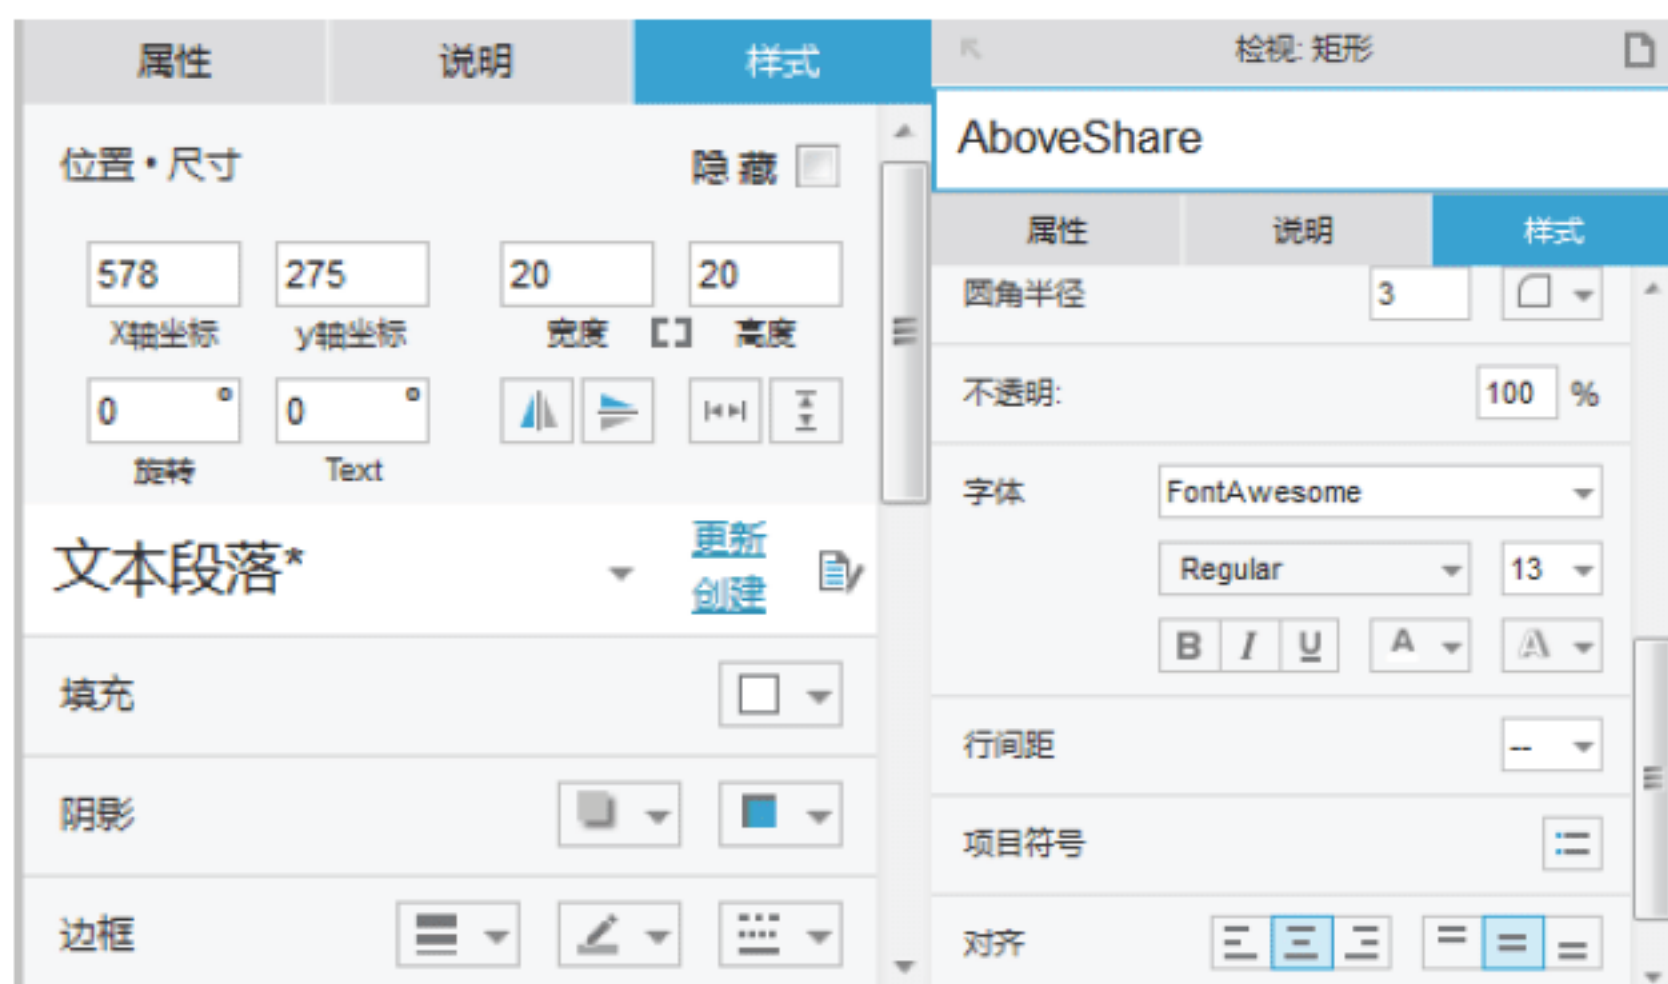 属性 说明 样式
位置•尺寸 隐藏
578 275 20 20
X轴坐标 y轴坐标 宽度 高度
0 ° 0 °
旋转 Text
文本段落* 更新
创建
填充
阴影
边框
检视: 矩形
AboveShare
属性 说明 样式
圆角半径 3
不透明: 100 %
字体 FontAwesome
Regular 13
B I U A A
行间距 --
项目符号
对齐